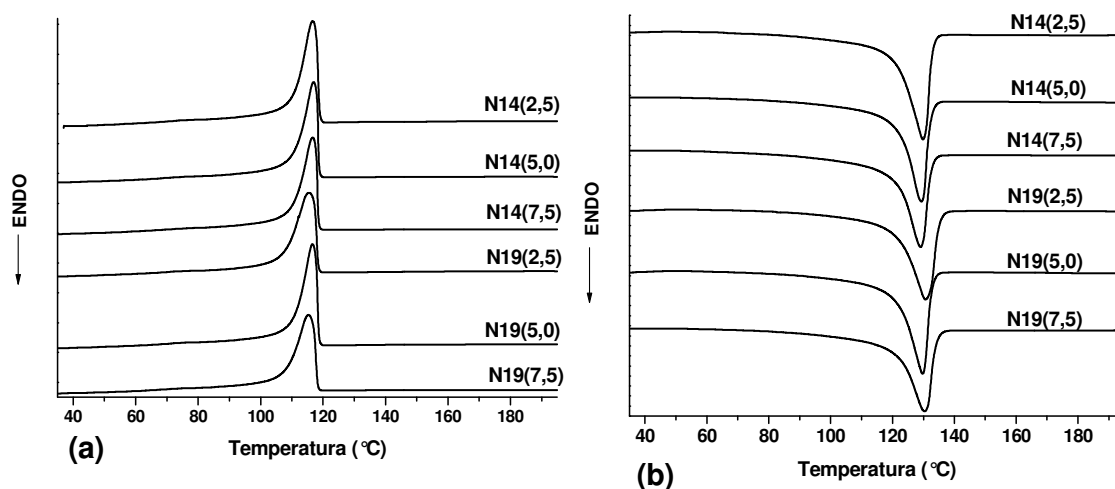 N14(2,5)
N14(5,0)
N14(7,5)
N19(2,5)
N19(5,0)
N19(7,5)
ENDO
40 60 80 100 120 140 160 180
Temperatura (°C)
(a)
N14(2,5)
N14(5,0)
N14(7,5)
N19(2,5)
N19(5,0)
N19(7,5)
ENDO
40 60 80 100 120 140 160 180
Temperatura (°C)
(b)